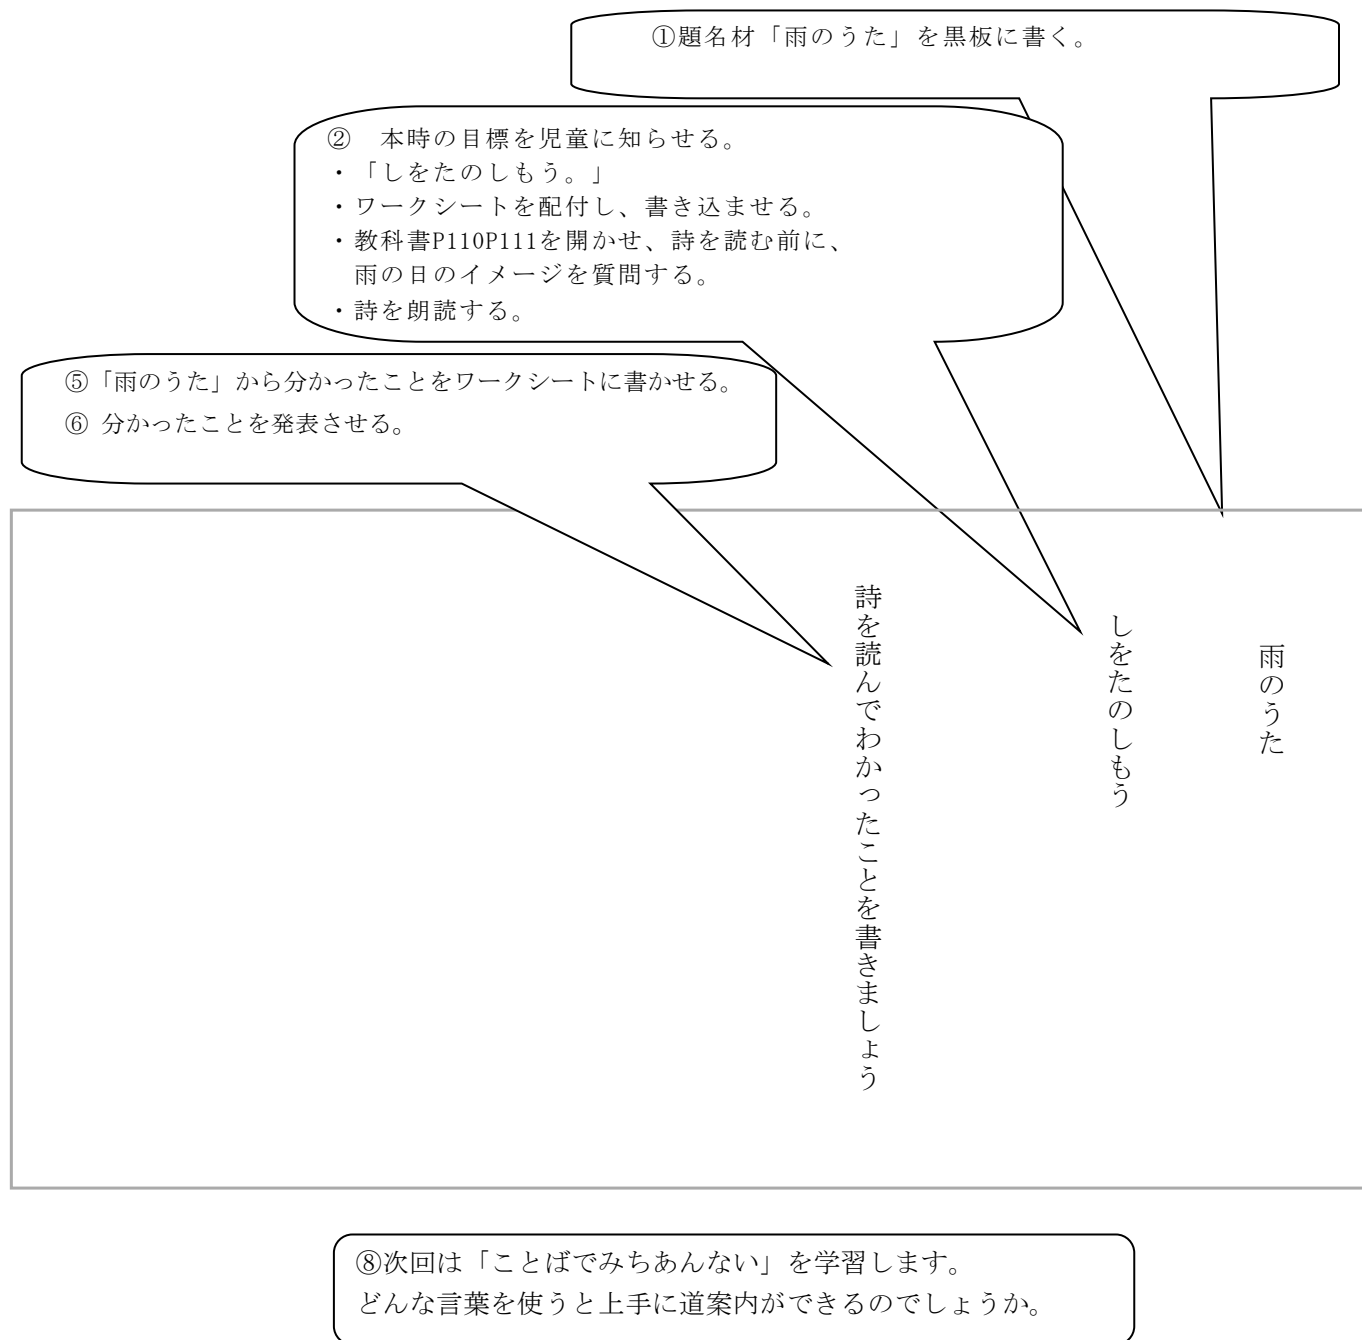 ①題名材「雨のうた」を黒板に書く。
②　本時の目標を児童に知らせる。
・「しをたのしもう。」
・ワークシートを配付し、書き込ませる。
・教科書P110P111を開かせ、詩を読む前に、
雨の日のイメージを質問する。
・詩を朗読する。
⑤「雨のうた」から分かったことをワークシートに書かせる。
⑥ 分かったことを発表させる。
雨のうた
しをたのしもう
詩を読んでわかったことを書きましょう
⑧次回は「ことばでみちあんない」を学習します。
どんな言葉を使うと上手に道案内ができるのでしょうか。